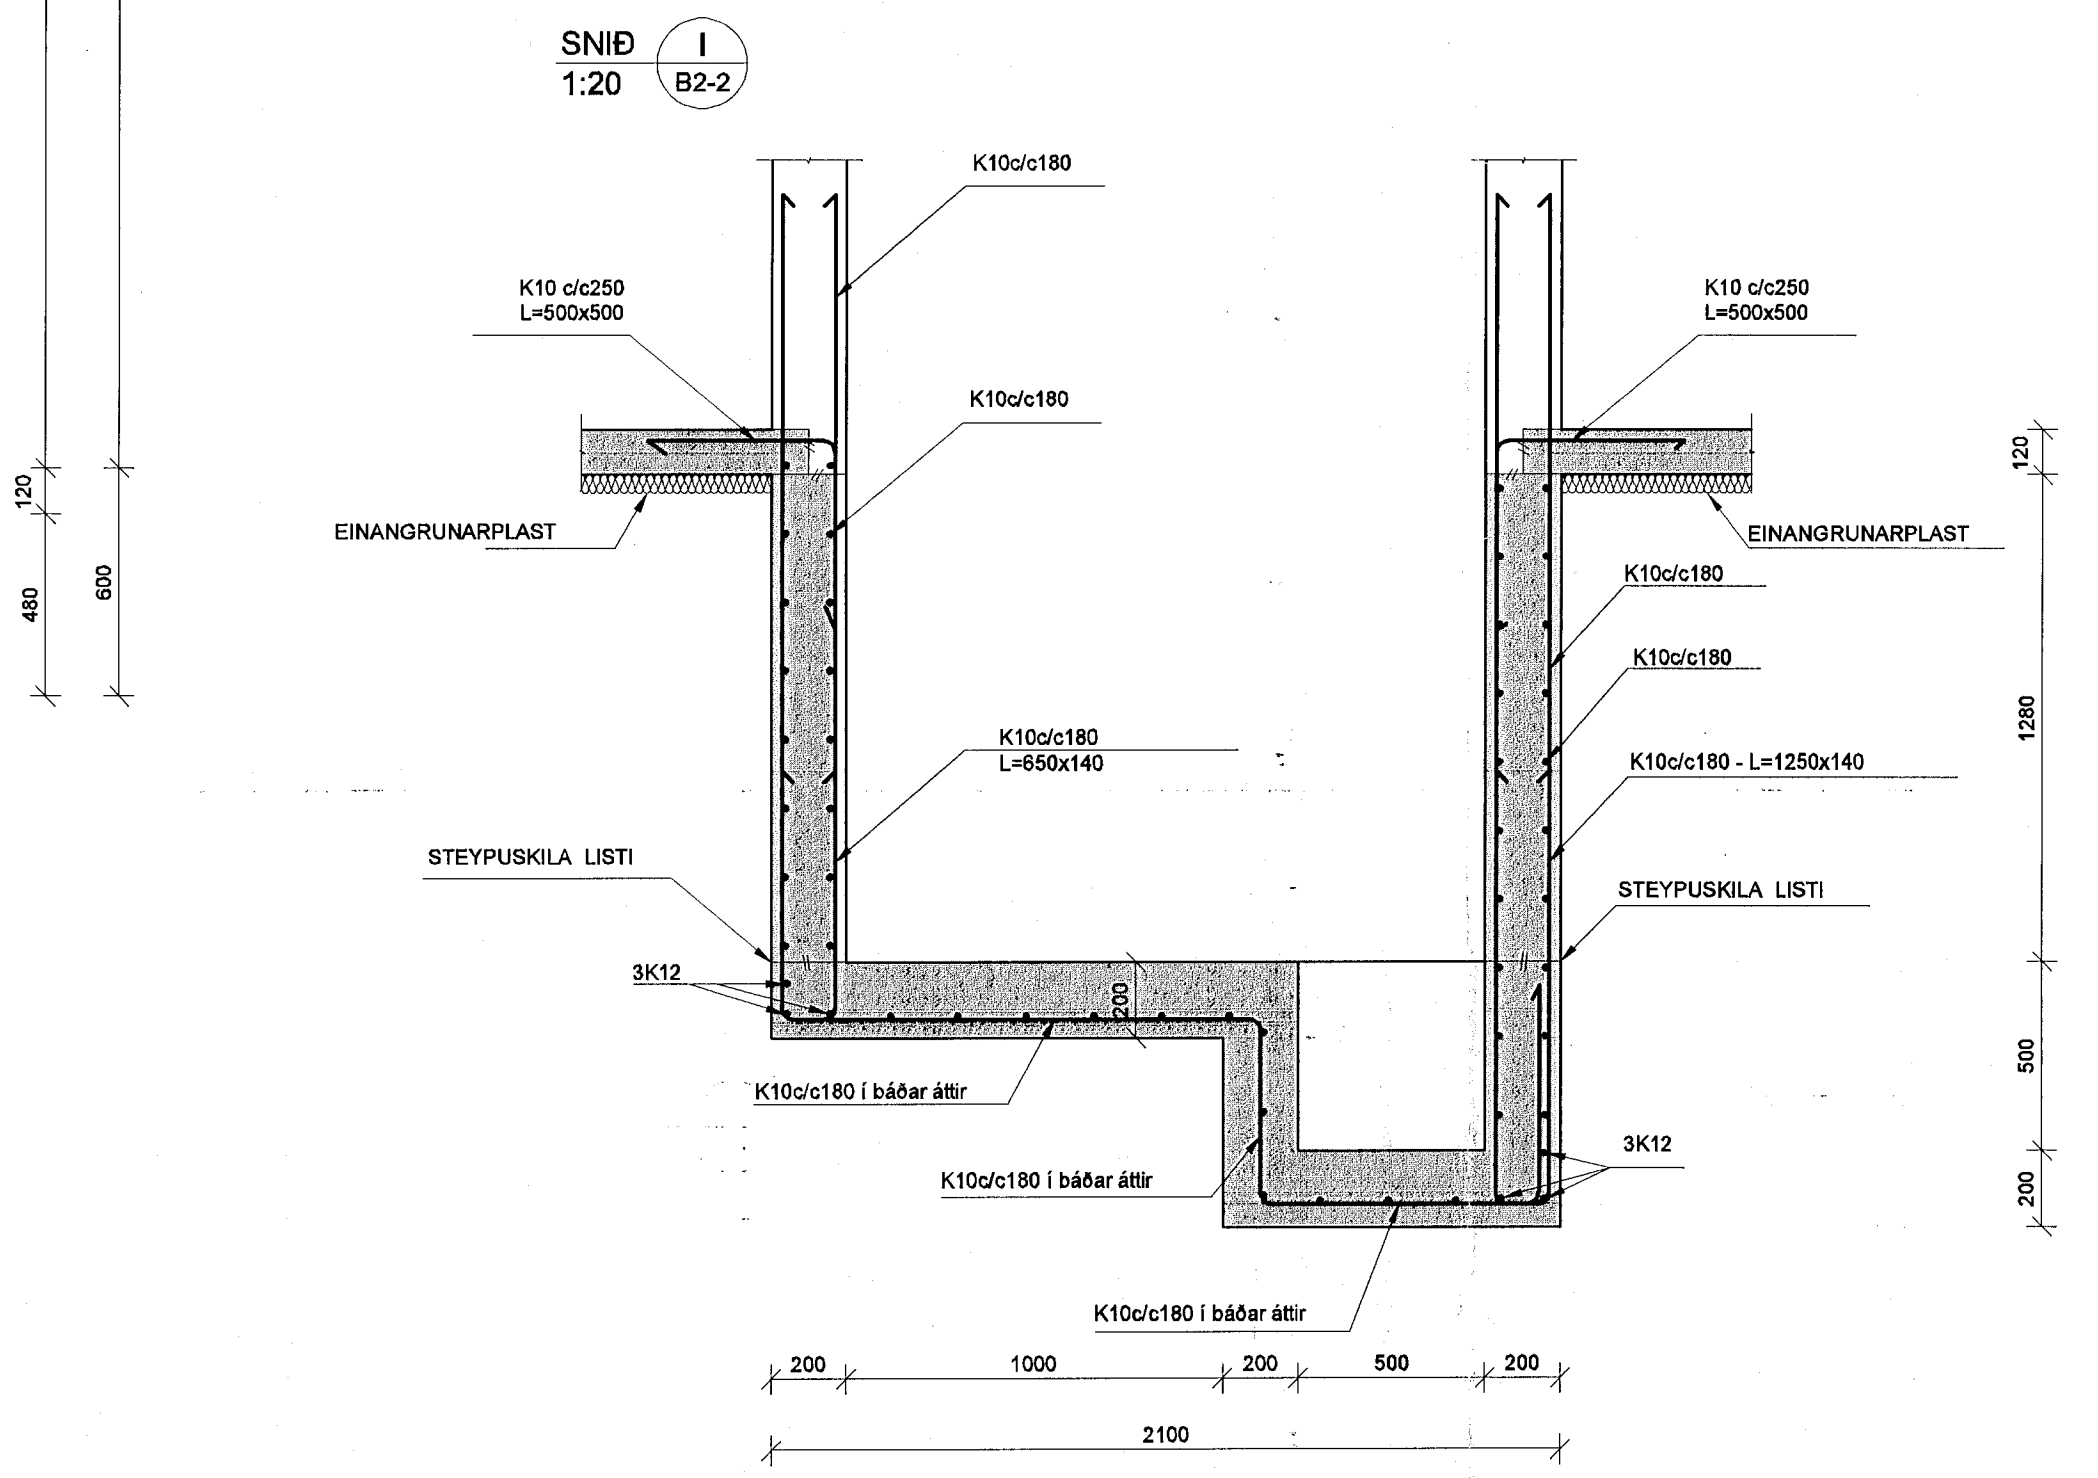 SNIÐ
1:20
I
B2-2
K10c/c180
K10 c/c250
L=500x500
K10 c/c250
L=500x500
K10c/c180
120
480
600
EINANGRUNARPLAST
EINANGRUNARPLAST
120
K10c/c180
K10c/c180
1280
K10c/c180
L=650x140
K10c/c180 - L=1250x140
STEYPUSKILA LISTI
STEYPUSKILA LISTI
3K12
200
500
K10c/c180 í báðar áttir
3K12
K10c/c180 í báðar áttir
200
K10c/c180 í báðar áttir
200
1000
200
500
200
2100